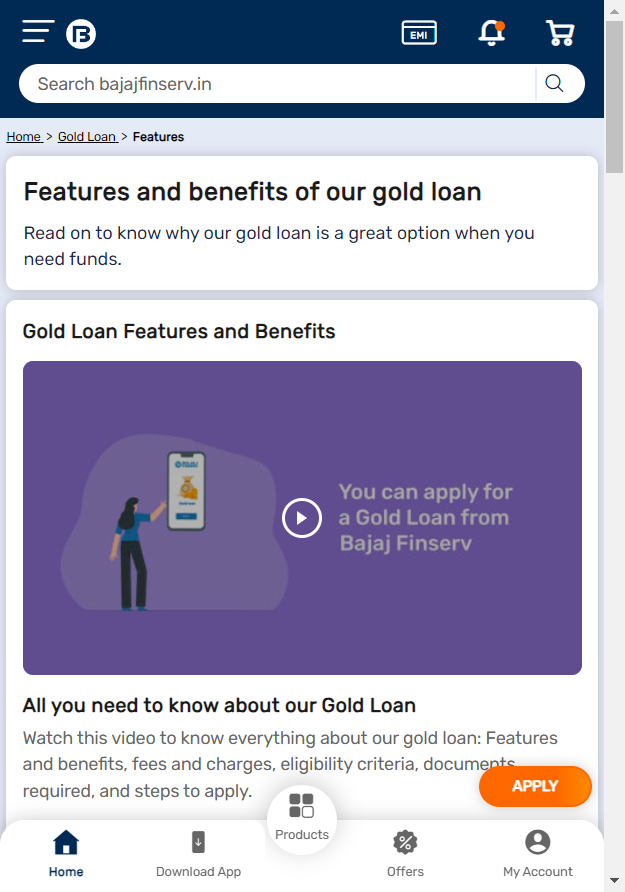 EMI
Search bajajfinserv.in
Home > Gold Loan > Features
Features and benefits of our gold loan
Read on to know why our gold loan is a great option when you
need funds.
Gold Loan Features and Benefits
You can apply for
a Gold Loan from
Bajaj Finserv
All you need to know about our Gold Loan
Watch this video to know everything about our gold loan: Features
and benefits, fees and charges, eligibility criteria, documents
required, and steps to apply.
APPLY
Products
Home
Download App
Offers
My Account